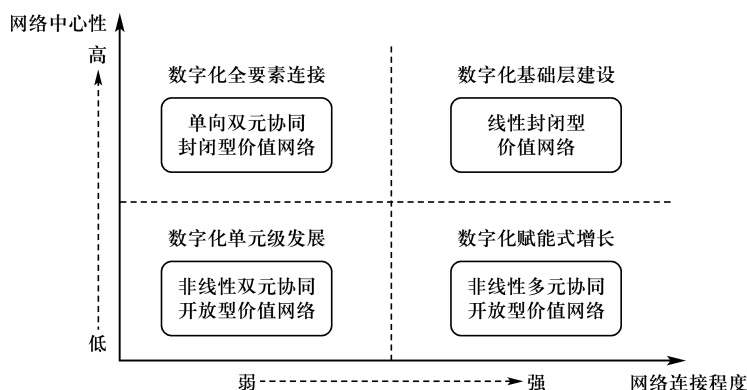 网络中心性
高
数字化全要素连接
数字化基础层建设
单向双元协同
封闭型价值网络
线性封闭型
价值网络
数字化单元级发展
数字化赋能式增长
非线性双元协同
开放型价值网络
非线性多元协同
开放型价值网络
低
弱
强
网络连接程度